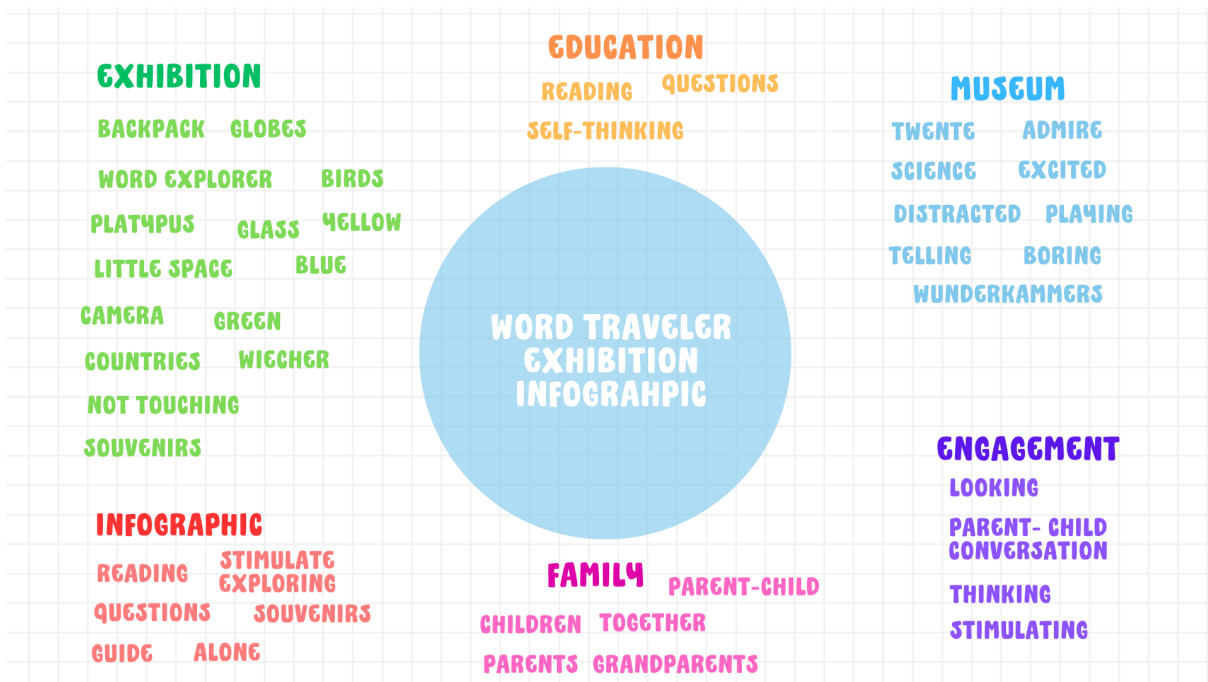 EXHIBITION
BACKPACK GLOBES
WORD EXPLORER BIRDS
PLATYPUS GLASS YELLOW
LITTLE SPACE BLUE
CAMERA GREEN
COUNTRIES WIECHER
NOT TOUCHING
SOUVENIRS
EDUCATION
READING QUESTIONS
SELF-THINKING
MUSEUM
TWENTE ADMIRE
SCIENCE EXCITED
DISTRACTED PLAYING
TELLING BORING
WUNDERKAMMERS
WORD TRAVELER
EXHIBITION
INFOGRAHPIC
INFOGRAPHIC
READING STIMULATE
EXPLORING
QUESTIONS SOUVENIRS
GUIDE ALONE
FAMILY PARENT-CHILD
CHILDREN TOGETHER
PARENTS GRANDPARENTS
ENGAGEMENT
LOOKING
PARENT- CHILD
CONVERSATION
THINKING
STIMULATING